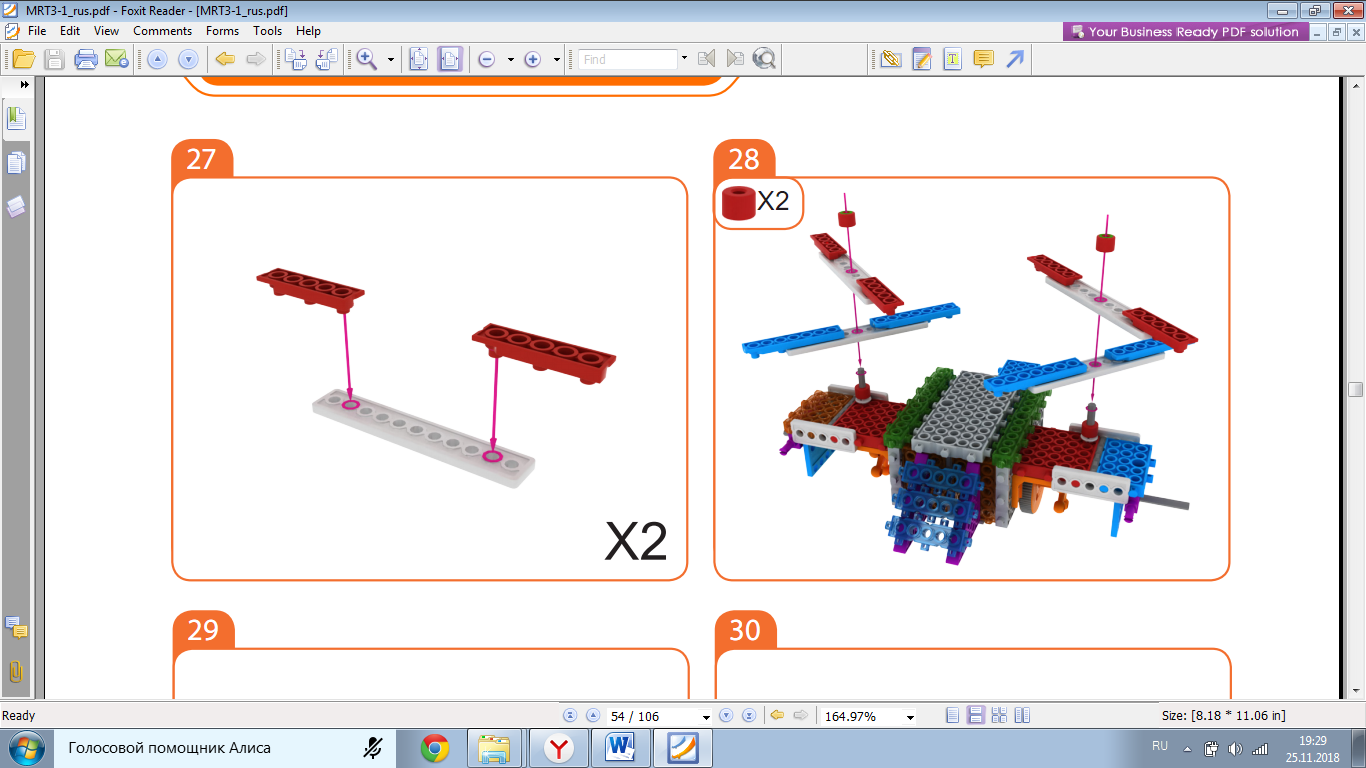 MRT3-1_rus.pdf - Foxit Reader - [MRT3-1_rus.pdf]
File Edit View Comments Forms Tools Help
Your Business Ready PDF solution
Find
27
28
X2
X2
29
30
Ready
54 / 106
164.97%
Size: [8.18 * 11.06 in]
Голосовой помощник Алиса
RU
19:29
25.11.2018